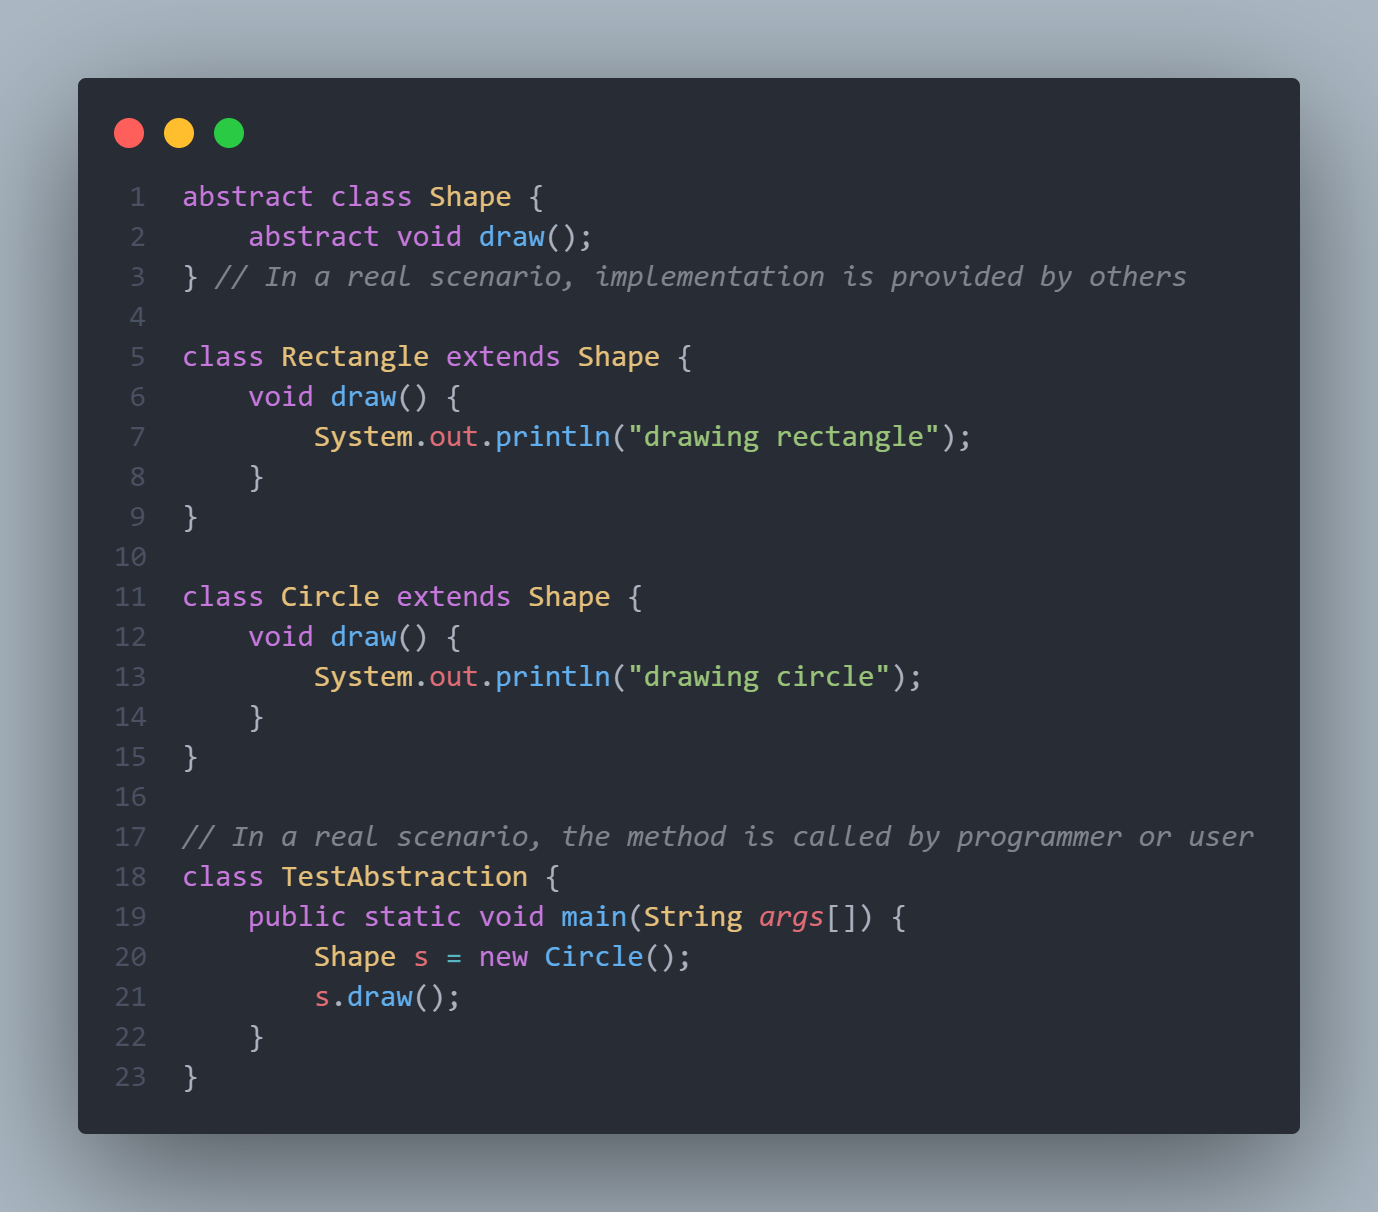 1 abstract class Shape {
2     abstract void draw();
3 } // In a real scenario, implementation is provided by others
4
5 class Rectangle extends Shape {
6     void draw() {
7         System.out.println("drawing rectangle");
8     }
9 }
10
11 class Circle extends Shape {
12     void draw() {
13         System.out.println("drawing circle");
14     }
15 }
16
17 // In a real scenario, the method is called by programmer or user
18 class TestAbstraction {
19     public static void main(String args[]) {
20         Shape s = new Circle();
21         s.draw();
22     }
23 }